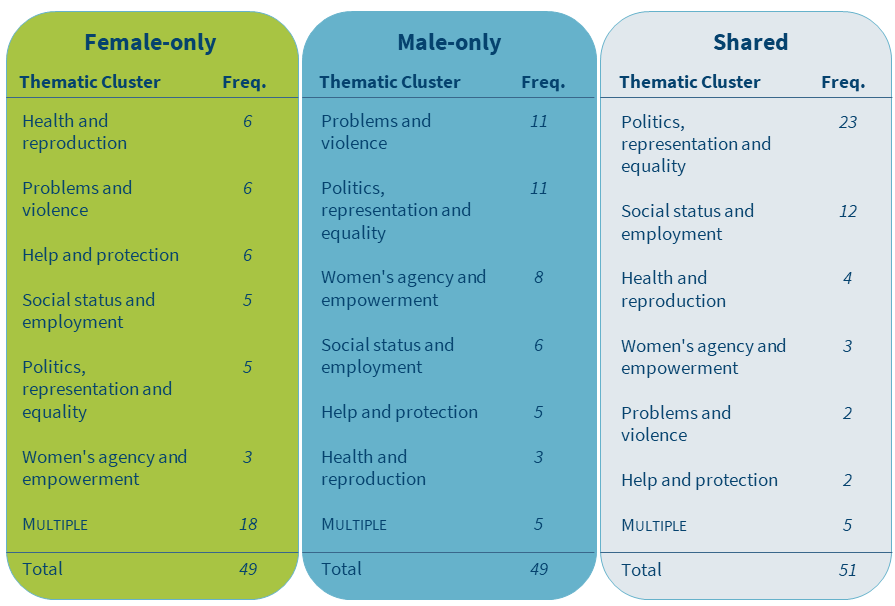 Female-only
Thematic Cluster Freq.
Health and 6
reproduction
Problems and 6
violence
Help and protection 6
Social status and 5
employment
Politics, 5
representation and
equality
Women's agency and 3
empowerment
MULTIPLE 18
Total 49
Male-only
Thematic Cluster Freq.
Problems and 11
violence
Politics, 11
representation and
equality
Women's agency and 8
empowerment
Social status and 6
employment
Help and protection 5
Health and 3
reproduction
MULTIPLE 5
Total 49
Shared
Thematic Cluster Freq.
Politics, 23
representation and
equality
Social status and 12
employment
Health and 4
reproduction
Women's agency and 3
empowerment
Problems and 2
violence
Help and protection 2
MULTIPLE 5
Total 51